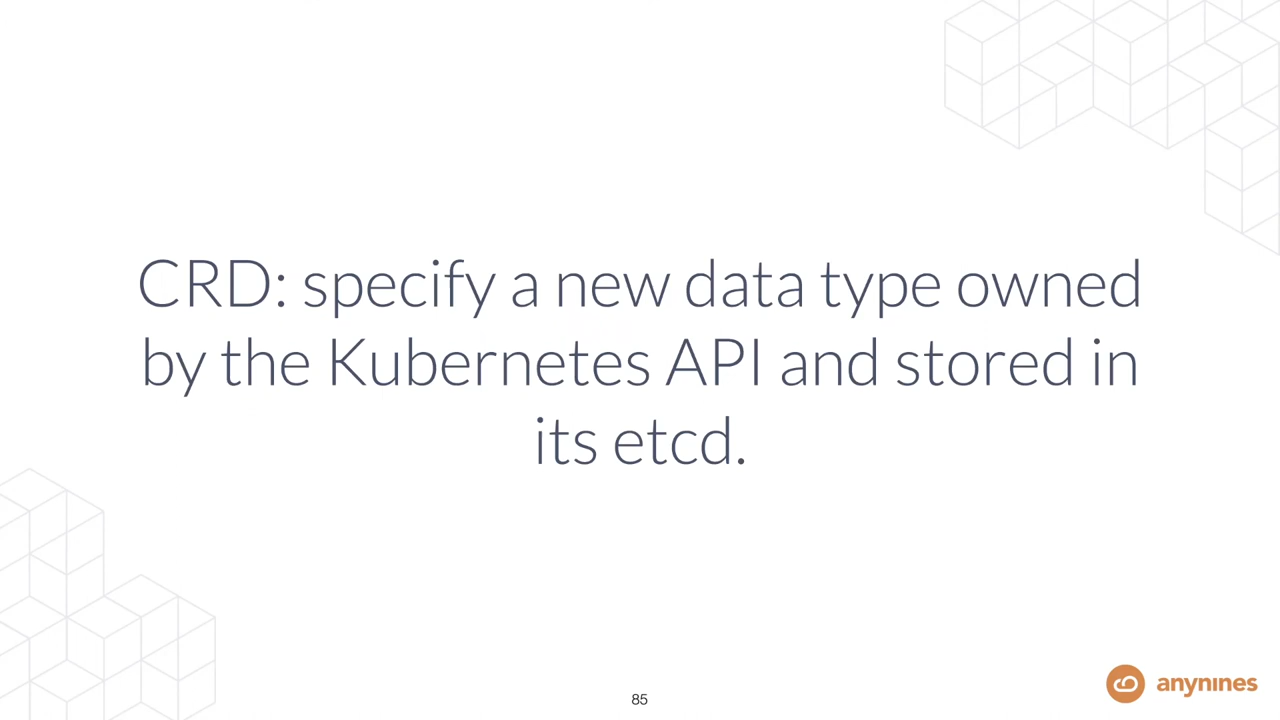 CRD: specify a new data type owned
by the Kubernetes API and stored in
its etcd.
85
anynines